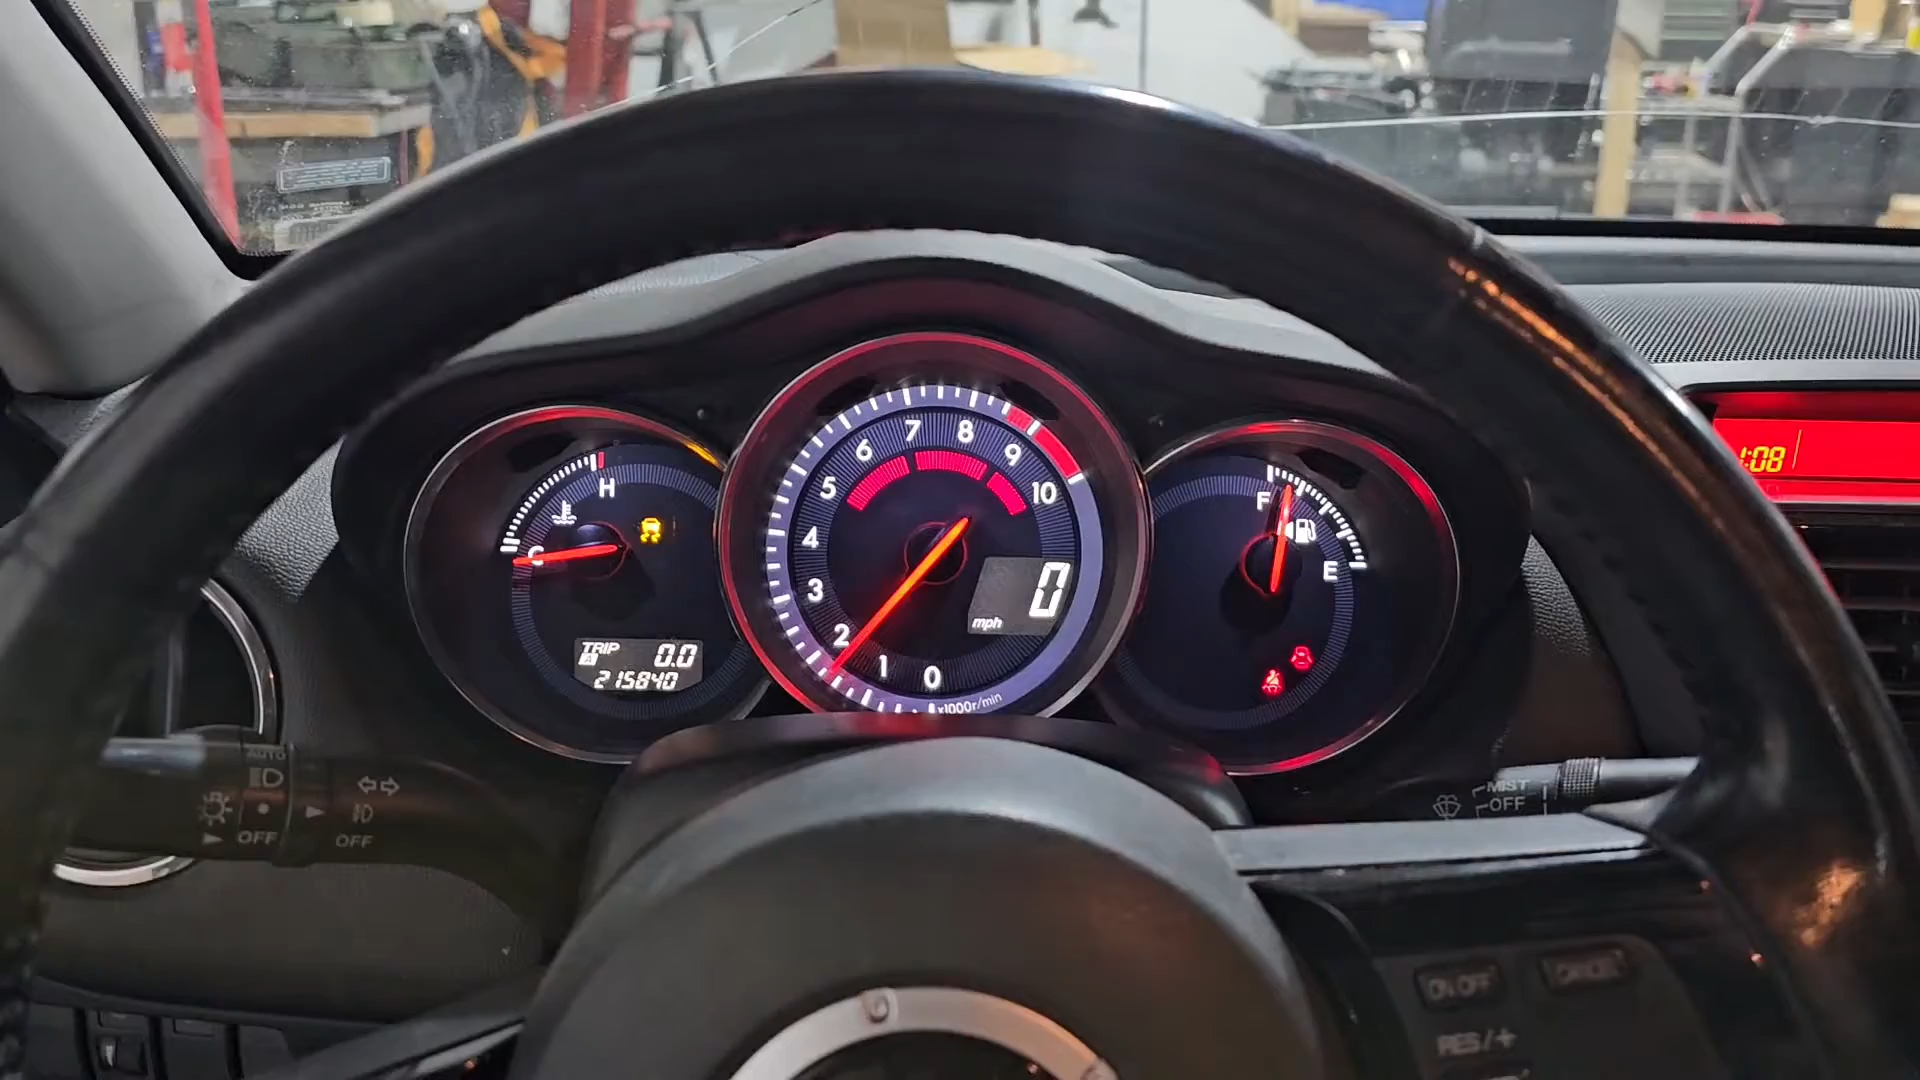 H
C
TRIP
A
0.0
215840
0
1
2
3
4
5
6
7
8
9
10
x1000r/min
0
mph
F
E
1:08
AUTO
OFF
OFF
MIST
OFF
ON OFF
CANCEL
RES/+